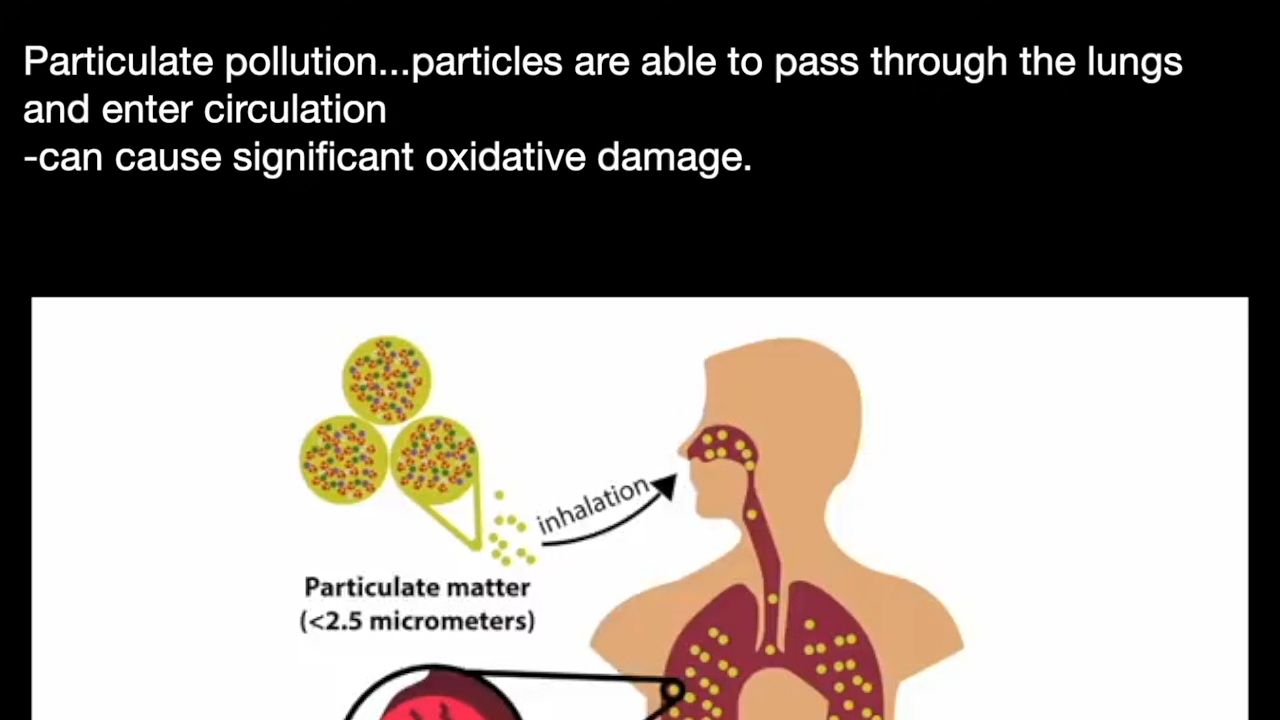 Particulate pollution...particles are able to pass through the lungs
and enter circulation
-can cause significant oxidative damage.
inhalation
Particulate matter
(<2.5 micrometers)